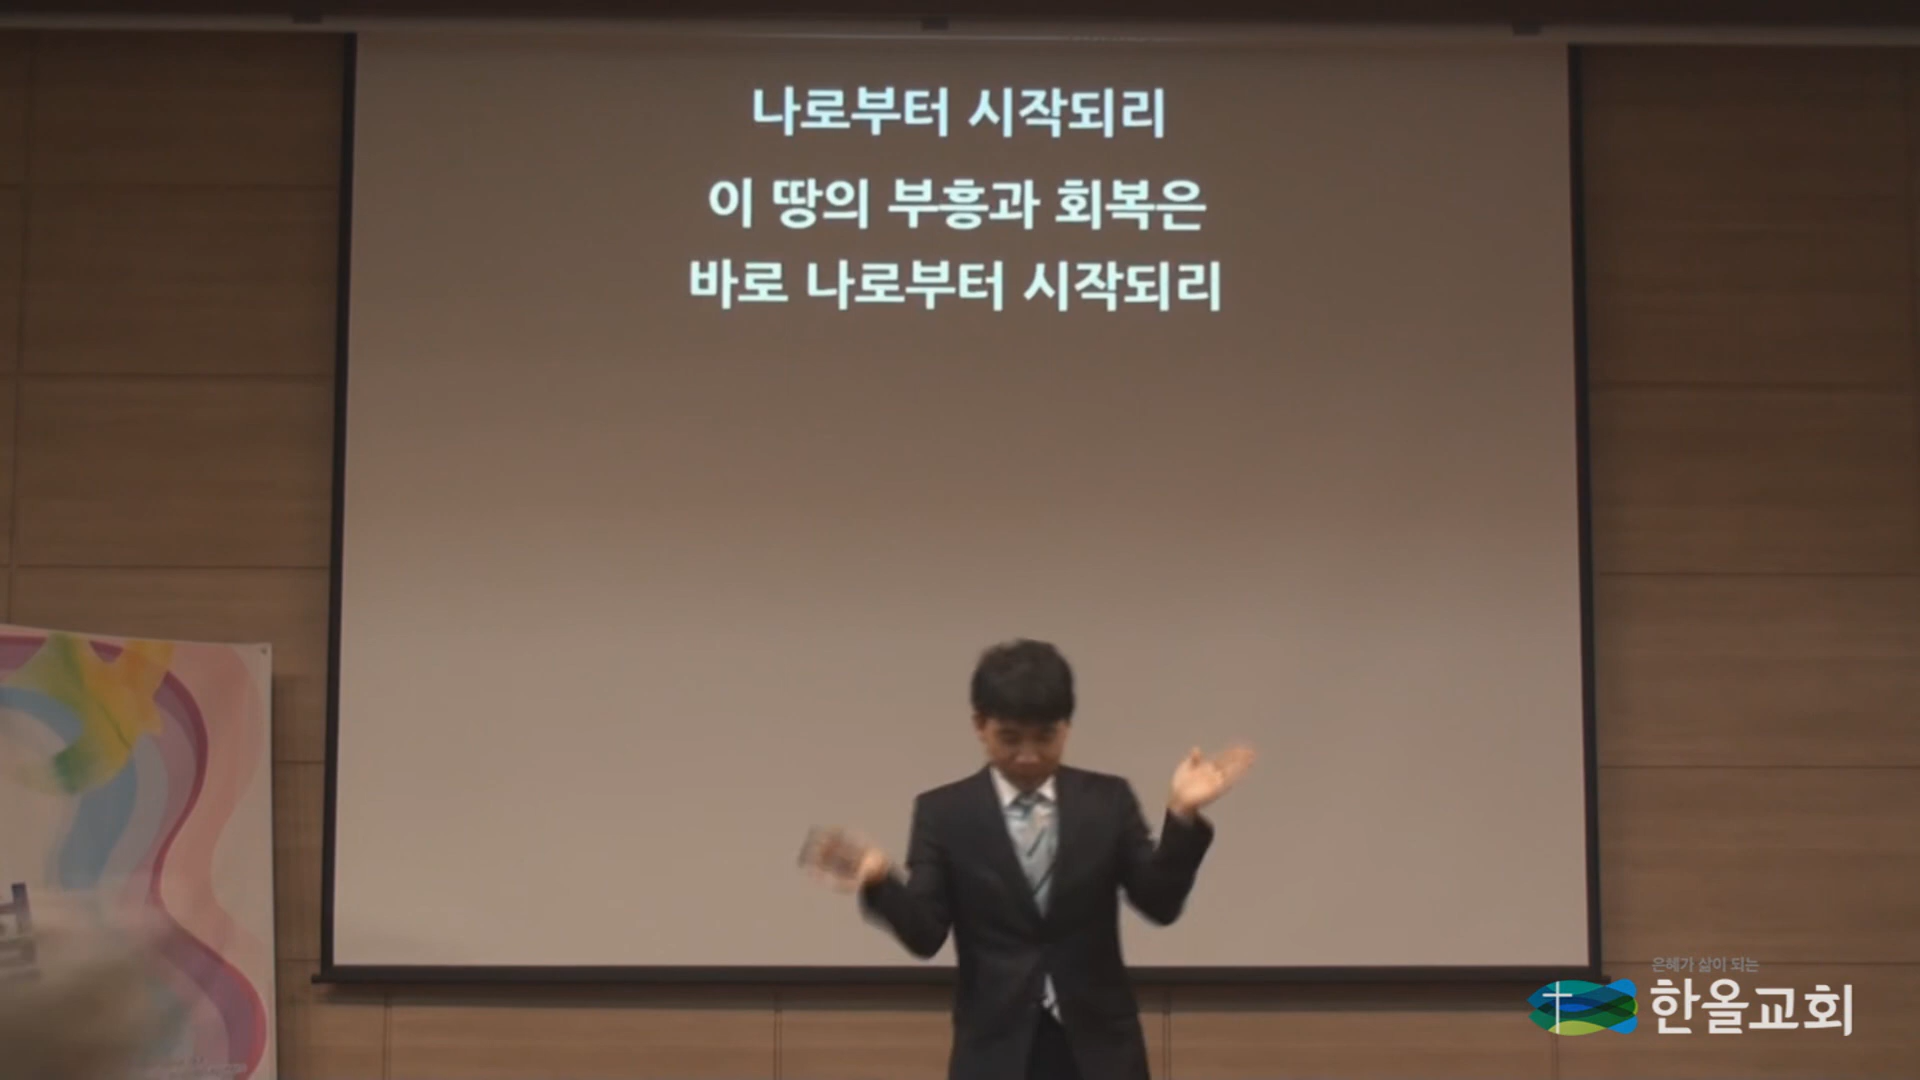 나로부터 시작되리
이 땅의 부흥과 회복은
바로 나로부터 시작되리
은혜가 삶이 되는
한올교회